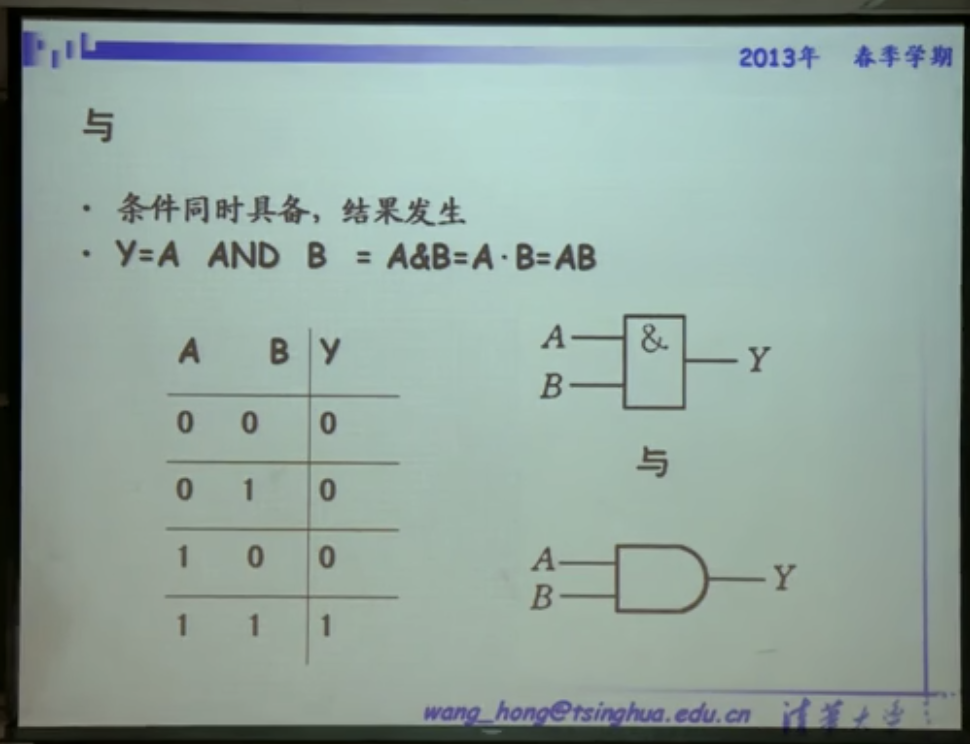 2013年 春季学期
与
• 条件同时具备，结果发生
• Y=A AND B = A&B=A·B=AB
A B Y
0 0 0
0 1 0
1 0 0
1 1 1
A & Y
B
与
A Y
B
wang_hong@tsinghua.edu.cn 清华大学